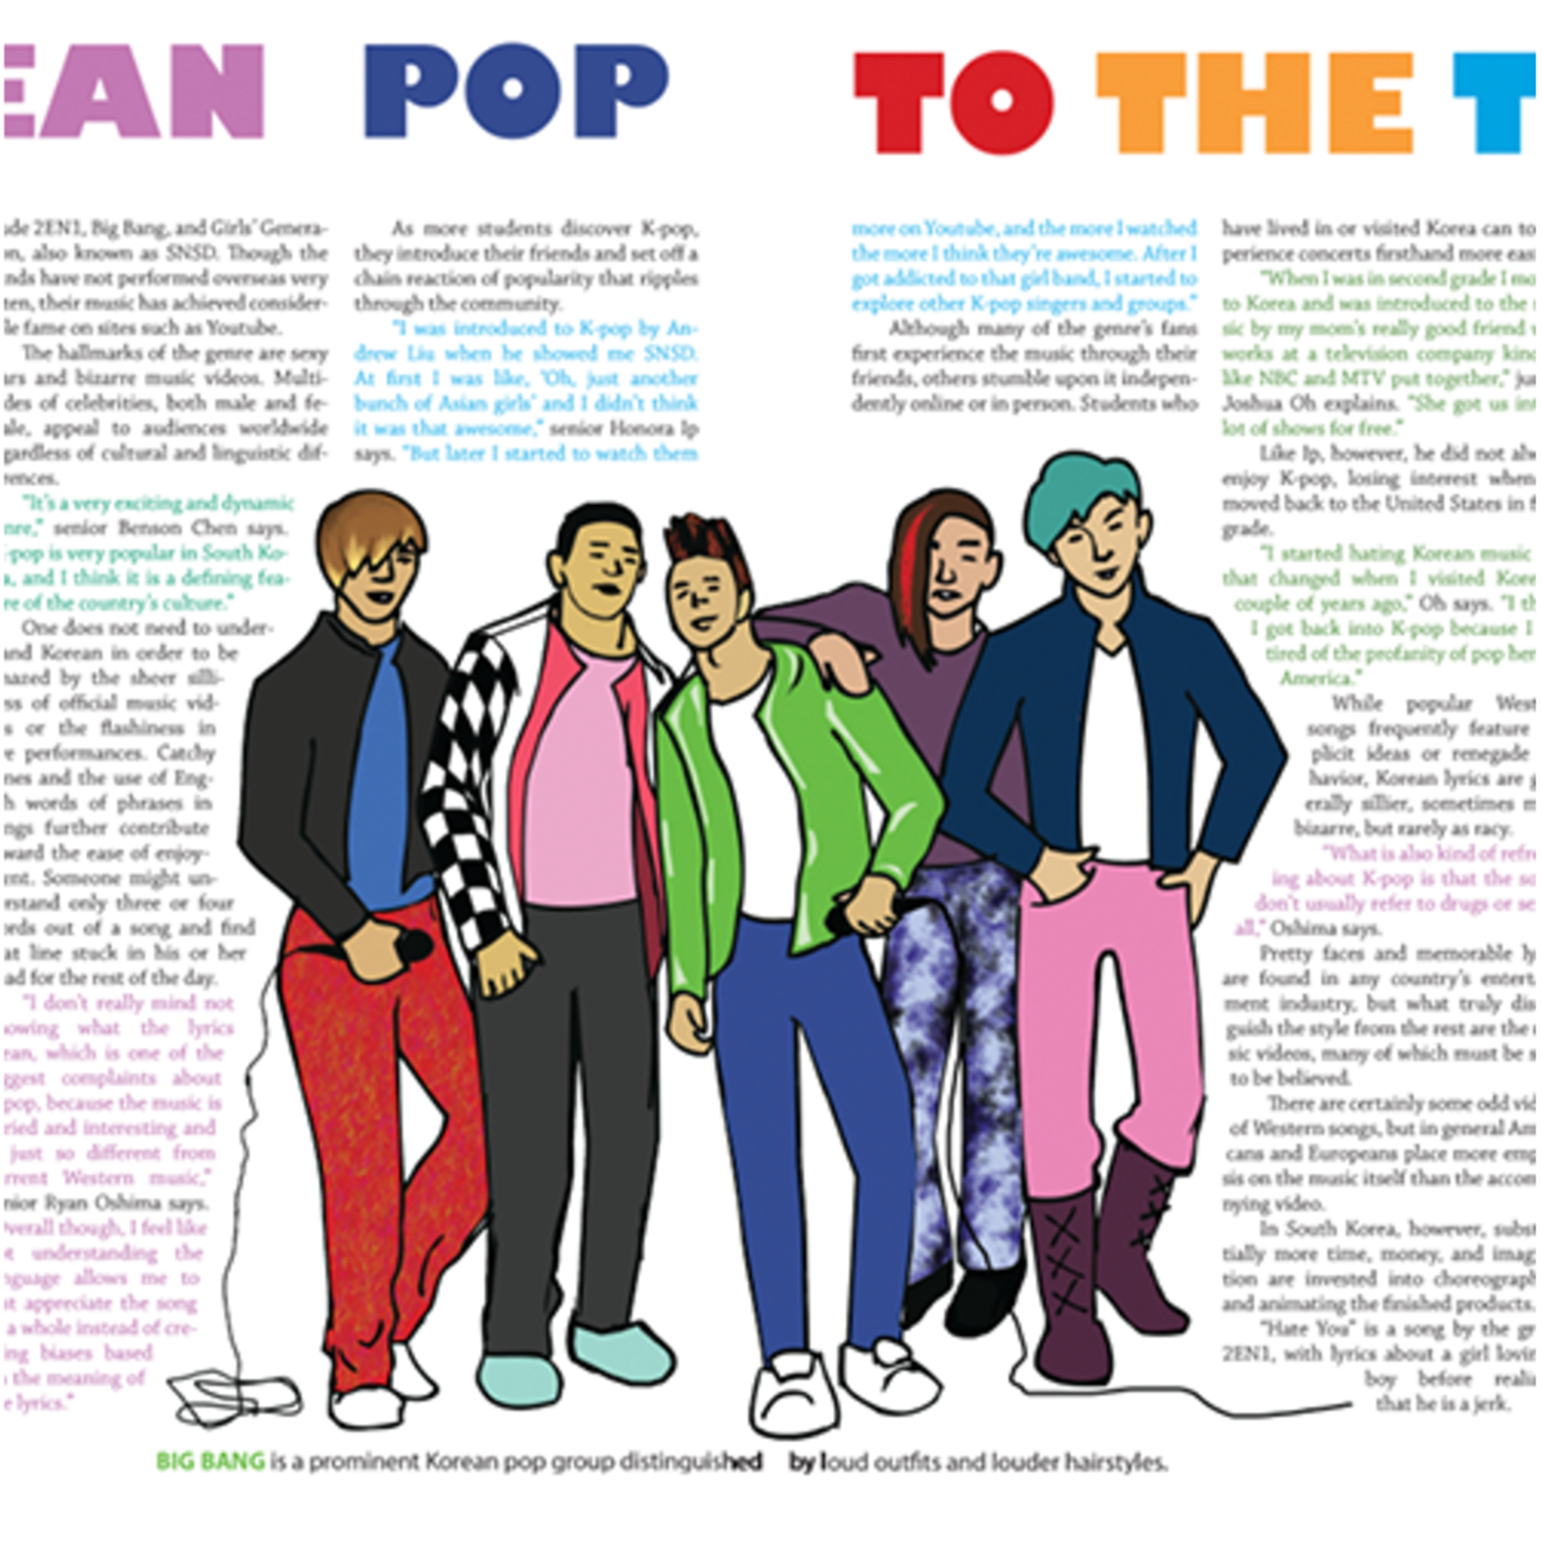 EAN POP TO THE T
ide 2EN1, Big Bang, and Girls' Genera-
on, also known as SNSD. Though the
nds have not performed overseas very
ten, their music has achieved consider-
le fame on sites such as Youtube.
The hallmarks of the genre are sexy
ars and bizarre music videos. Multi-
des of celebrities, both male and fe-
ale, appeal to audiences worldwide
gardless of cultural and linguistic dif-
rences.
"It's a very exciting and dynamic
nre," senior Benson Chen says.
-pop is very popular in South Ko-
a, and I think it is a defining fea-
re of the country's culture."
One does not need to under-
and Korean in order to be
azed by the sheer silli-
ss of official music vid-
s or the flashiness in
e performances. Catchy
nes and the use of Eng-
h words of phrases in
ngs further contribute
ward the ease of enjoy-
ent. Someone might un-
rstand only three or four
ords out of a song and find
at line stuck in his or her
ad for the rest of the day.
"I don't really mind not
owing what the lyrics
ean, which is one of the
ggest complaints about
pop, because the music is
ried and interesting and
just so different from
rrent Western music,"
nior Ryan Oshima says.
verall though, I feel like
t understanding the
nguage allows me to
st appreciate the song
a whole instead of cre-
ing biases based
the meaning of
e lyrics."
As more students discover K-pop,
they introduce their friends and set off a
chain reaction of popularity that ripples
through the community.
"I was introduced to K-pop by An-
drew Liu when he showed me SNSD.
At first I was like, 'Oh, just another
bunch of Asian girls' and I didn't think
it was that awesome," senior Honora Ip
says. "But later I started to watch them
more on Youtube, and the more I watched
the more I think they're awesome. After I
got addicted to that girl band, I started to
explore other K-pop singers and groups."
Although many of the genre's fans
first experience the music through their
friends, others stumble upon it indepen-
dently online or in person. Students who
have lived in or visited Korea can to
perience concerts firsthand more eas
"When I was in second grade I mo
to Korea and was introduced to the
sic by my mom's really good friend
works at a television company kind
like NBC and MTV put together," ju
Joshua Oh explains. "She got us in
lot of shows for free."
Like Ip, however, he did not alw
enjoy K-pop, losing interest when
moved back to the United States in f
grade.
"I started hating Korean music
that changed when I visited Kore
couple of years ago," Oh says. "I th
I got back into K-pop because I
tired of the profanity of pop her
America."
While popular West
songs frequently feature
plicit ideas or renegade
havior, Korean lyrics are g
erally sillier, sometimes m
bizarre, but rarely as racy.
"What is also kind of refr
ing about K-pop is that the so
don't usually refer to drugs or se
all," Oshima says.
Pretty faces and memorable ly
are found in any country's entert
ment industry, but what truly dis
guish the style from the rest are the
sic videos, many of which must be s
to be believed.
There are certainly some odd vid
of Western songs, but in general Am
cans and Europeans place more emp
sis on the music itself than the accom
nying video.
In South Korea, however, subst
tially more time, money, and imag
tion are invested into choreograph
and animating the finished products.
"Hate You" is a song by the gr
2EN1, with lyrics about a girl lovin
boy before reali
that he is a jerk.
BIG BANG is a prominent Korean pop group distinguished by loud outfits and louder hairstyles.